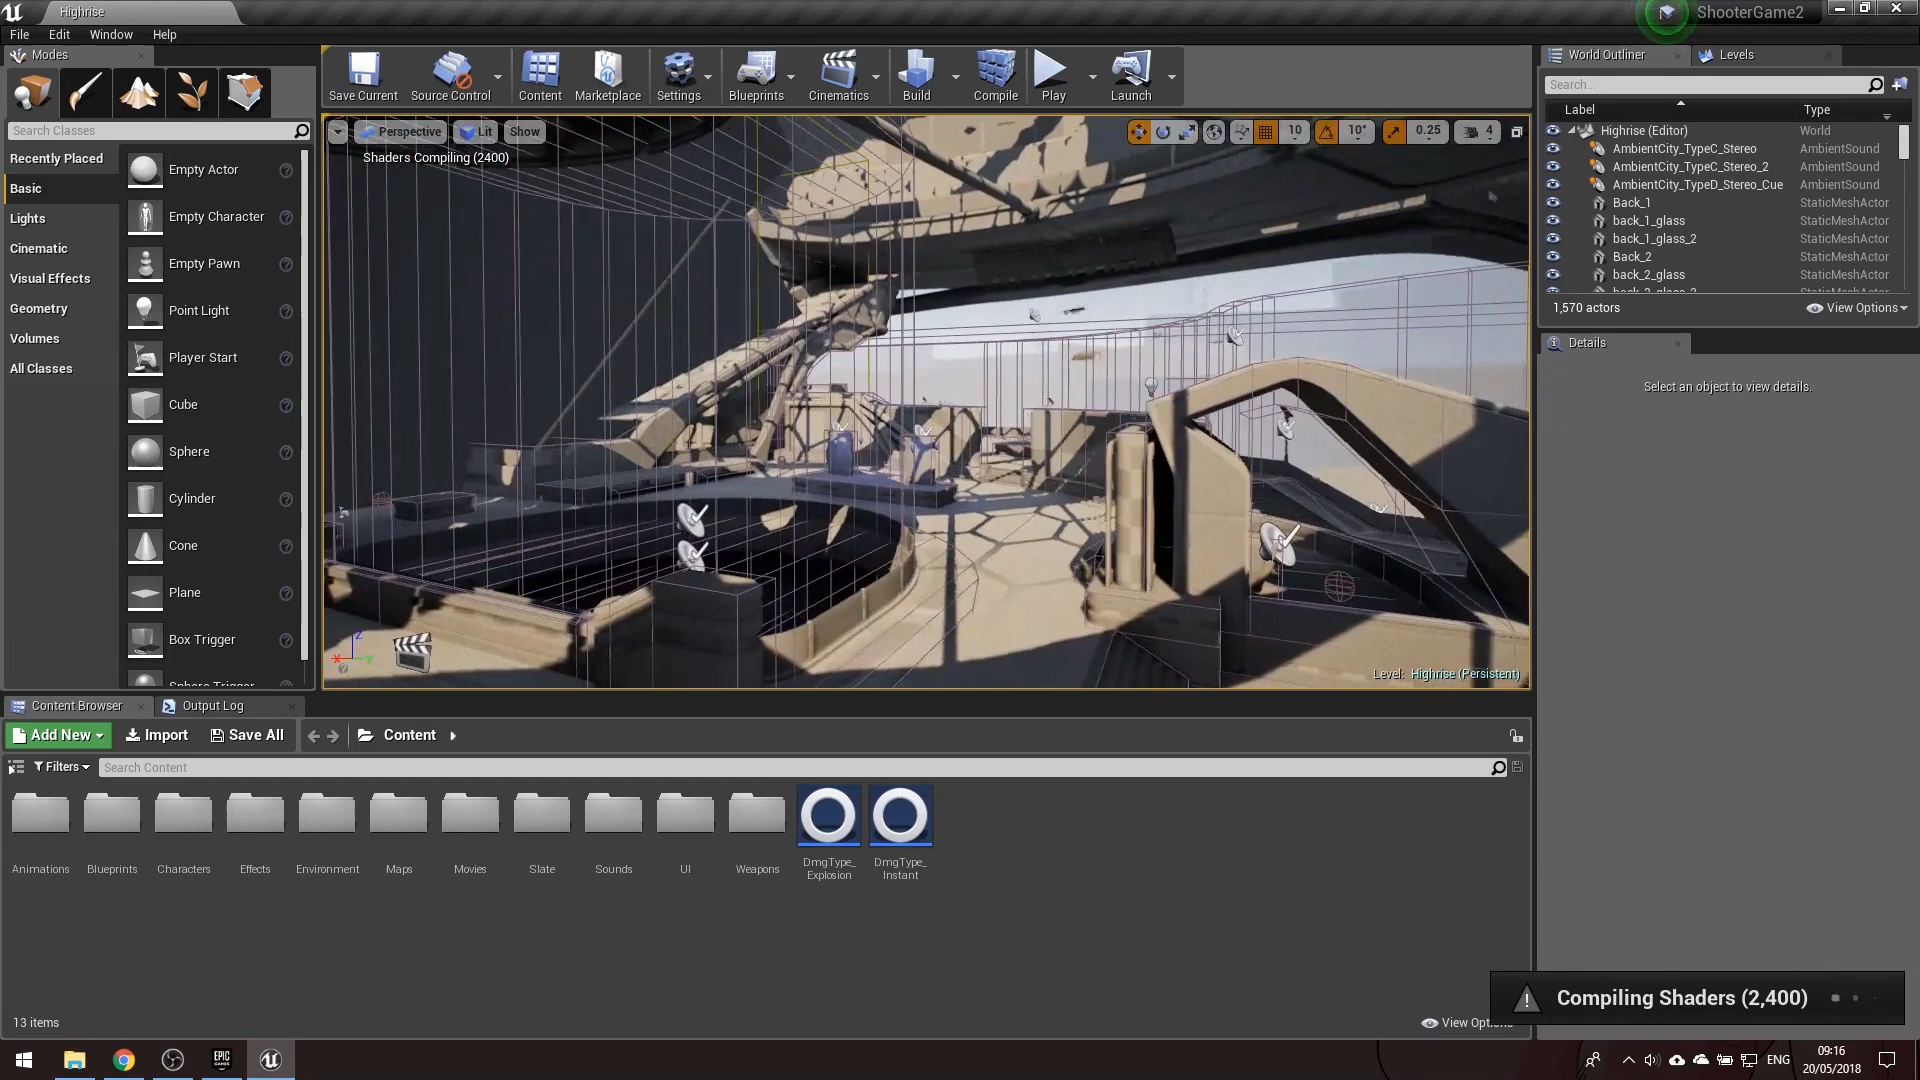 Highrise
ShooterGame2
File Edit Window Help
Modes
Save Current
Source Control
Content
Marketplace
Settings
Blueprints
Cinematics
Build
Compile
Play
Launch
World Outliner
Levels
Search...
Label
Type
Search Classes
Recently Placed
Basic
Lights
Cinematic
Visual Effects
Geometry
Volumes
All Classes
Empty Actor
Empty Character
Empty Pawn
Point Light
Player Start
Cube
Sphere
Cylinder
Cone
Plane
Box Trigger
Sphere Trigger
Perspective
Lit
Show
10
10°
0.25
4
Shaders Compiling (2400)
Level: Highrise (Persistent)
Highrise (Editor) World
AmbientCity_TypeC_Stereo AmbientSound
AmbientCity_TypeC_Stereo_2 AmbientSound
AmbientCity_TypeD_Stereo_Cue AmbientSound
Back_1 StaticMeshActor
back_1_glass StaticMeshActor
back_1_glass_2 StaticMeshActor
Back_2 StaticMeshActor
back_2_glass StaticMeshActor
1,570 actors
View Options
Details
Select an object to view details.
Content Browser
Output Log
Add New
Import
Save All
Content
Filters
Search Content
Animations
Blueprints
Characters
Effects
Environment
Maps
Movies
Slate
Sounds
UI
Weapons
DmgType_
Explosion
DmgType_
Instant
13 items
View Options
Compiling Shaders (2,400)
EPIC
GAMES
ENG
09:16
20/05/2018